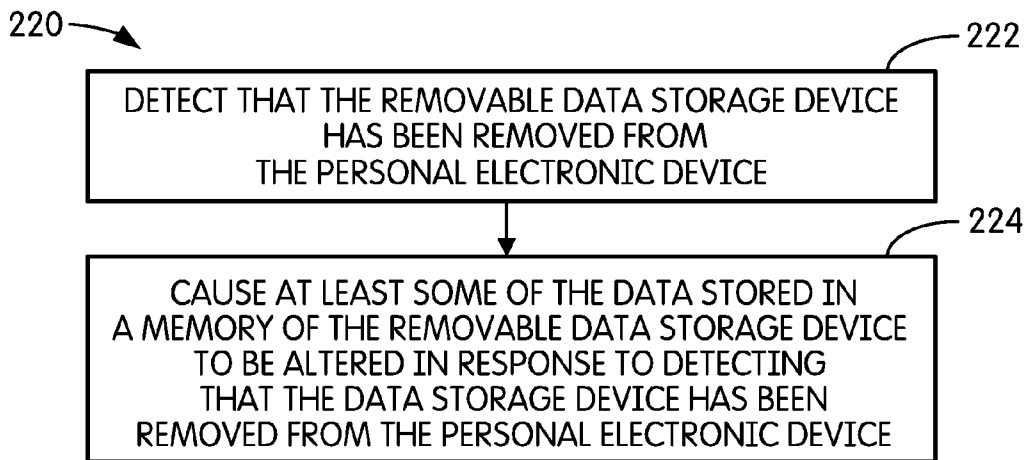 220
222
DETECT THAT THE REMOVABLE DATA STORAGE DEVICE
HAS BEEN REMOVED FROM
THE PERSONAL ELECTRONIC DEVICE
224
CAUSE AT LEAST SOME OF THE DATA STORED IN
A MEMORY OF THE REMOVABLE DATA STORAGE DEVICE
TO BE ALTERED IN RESPONSE TO DETECTING
THAT THE DATA STORAGE DEVICE HAS BEEN
REMOVED FROM THE PERSONAL ELECTRONIC DEVICE